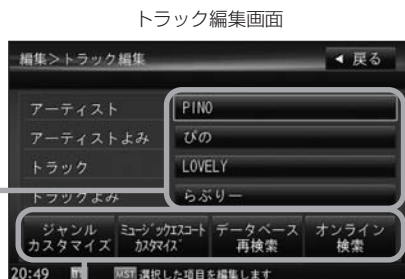 トラック編集画面
編集>トラック編集
◀ 戻る
アーティスト PINO
アーティストよみ ぴの
トラック LOVELY
トラックよみ らぶりー
ジャンル カスタマイズ ミュージックエスコート カスタマイズ データベース 再検索 オンライン 検索
20:49 MST 選択した項目を編集します